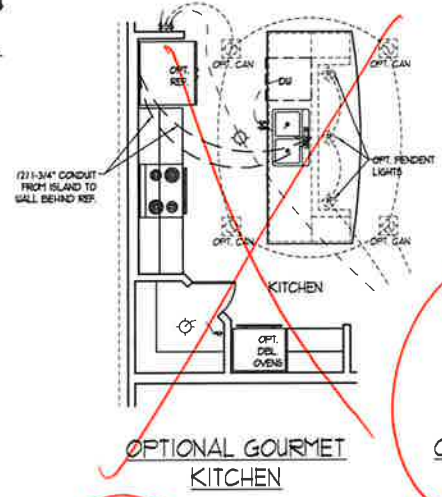 OPT.
REF.
OPT. CAN
OPT. CAN
DW
(2) 1-3/4" CONDUIT
FROM ISLAND TO
WALL BEHIND REF.
OPT. PENDENT
LIGHTS
OPT. CAN
OPT. CAN
KITCHEN
OPT.
DBL.
OVENS
OPTIONAL GOURMET
KITCHEN